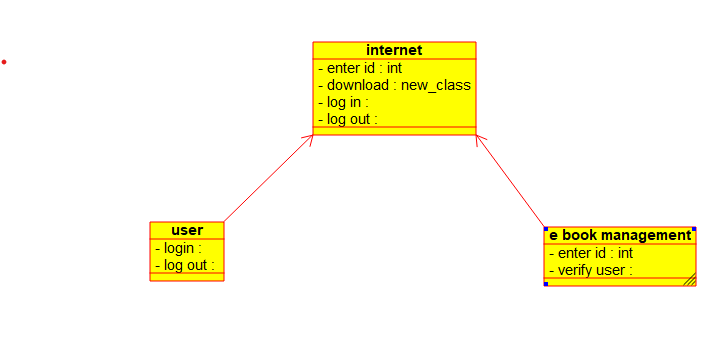 internet
- enter id : int
- download : new_class
- log in :
- log out :
user
- login :
- log out :
e book management
- enter id : int
- verify user :